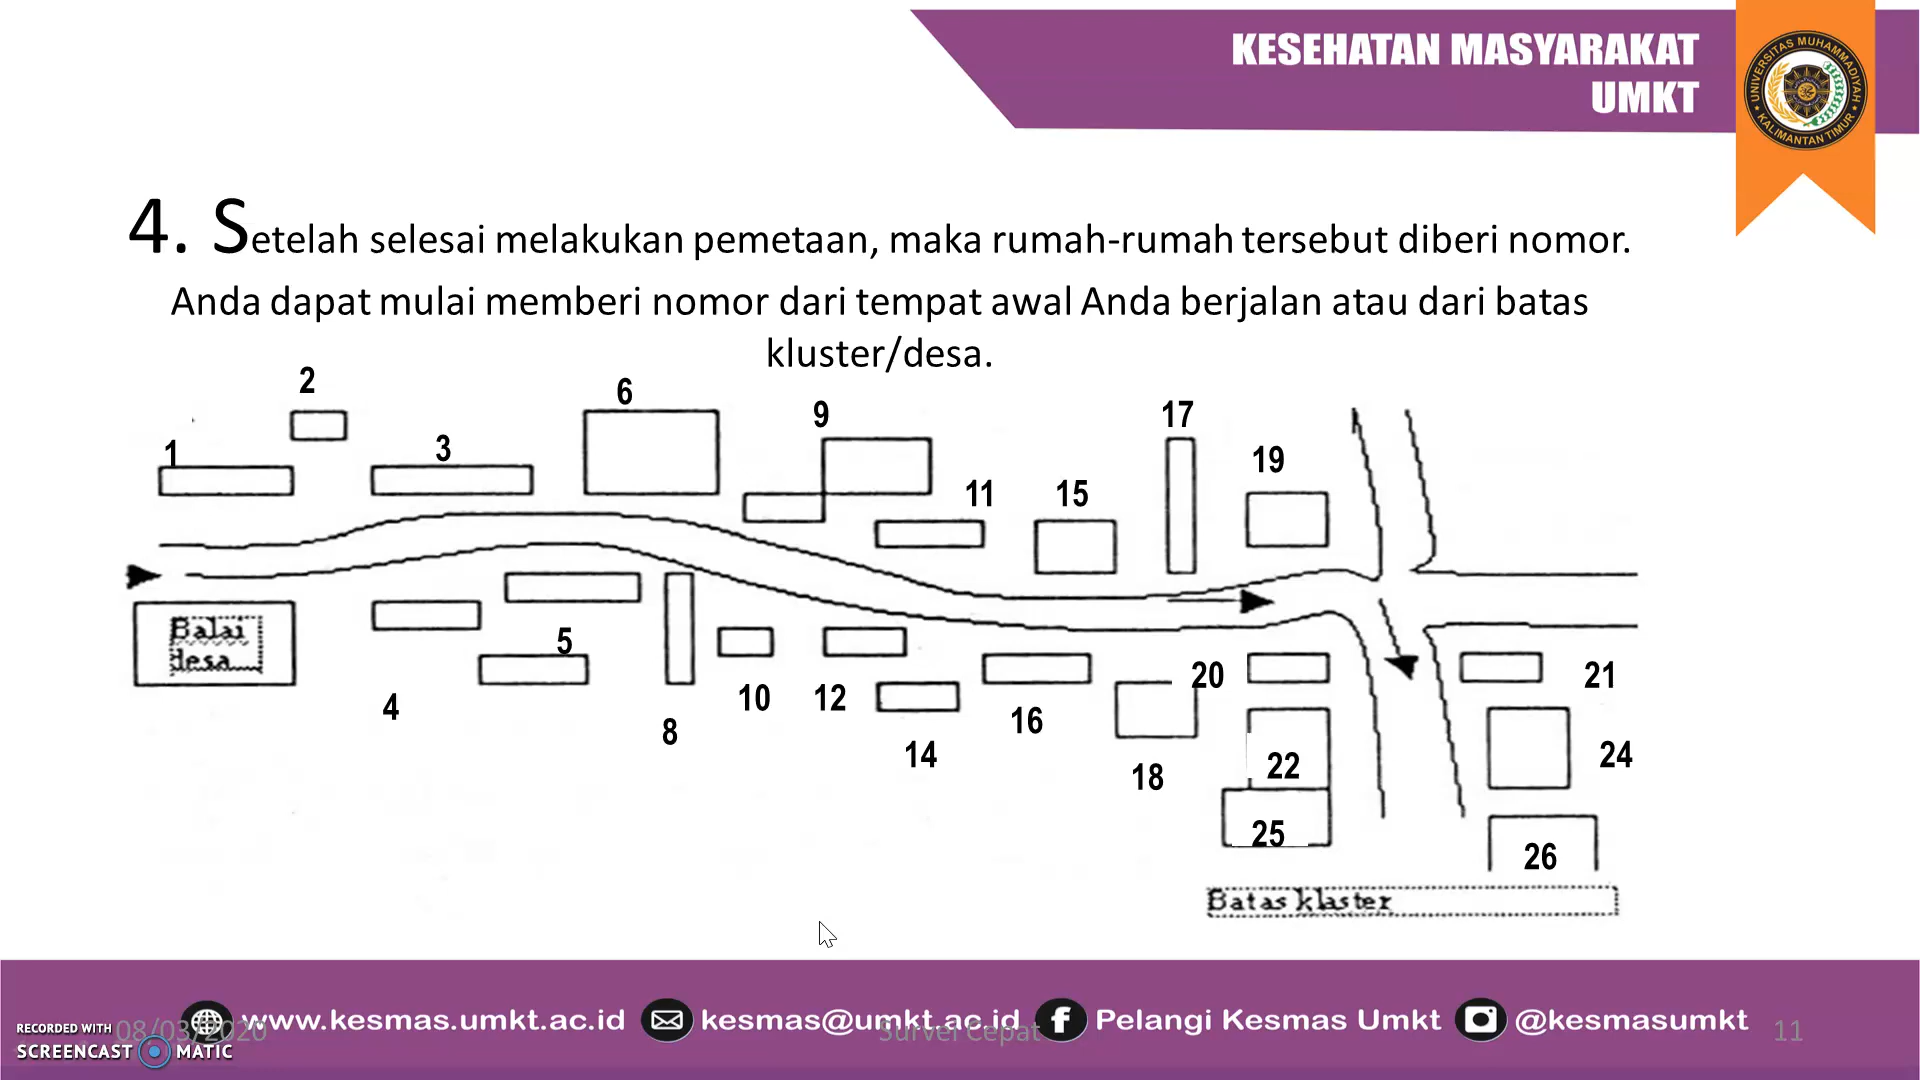 KESEHATAN MASYARAKAT
UMKT
UNIVERSITAS MUHAMMADIYAH
KALIMANTAN TIMUR
4. Setelah selesai melakukan pemetaan, maka rumah-rumah tersebut diberi nomor.
Anda dapat mulai memberi nomor dari tempat awal Anda berjalan atau dari batas
kluster/desa.
2
6
9
17
1
3
19
11
15
Balai
desa
5
4
8
10
12
14
16
18
20
21
22
24
25
26
Batas klaster
www.kesmas.umkt.ac.id
kesmas@umkt.ac.id
Pelangi Kesmas Umkt
@kesmasumkt
08/03/2020
Survei Cepat
11
RECORDED WITH
SCREENCAST MATIC